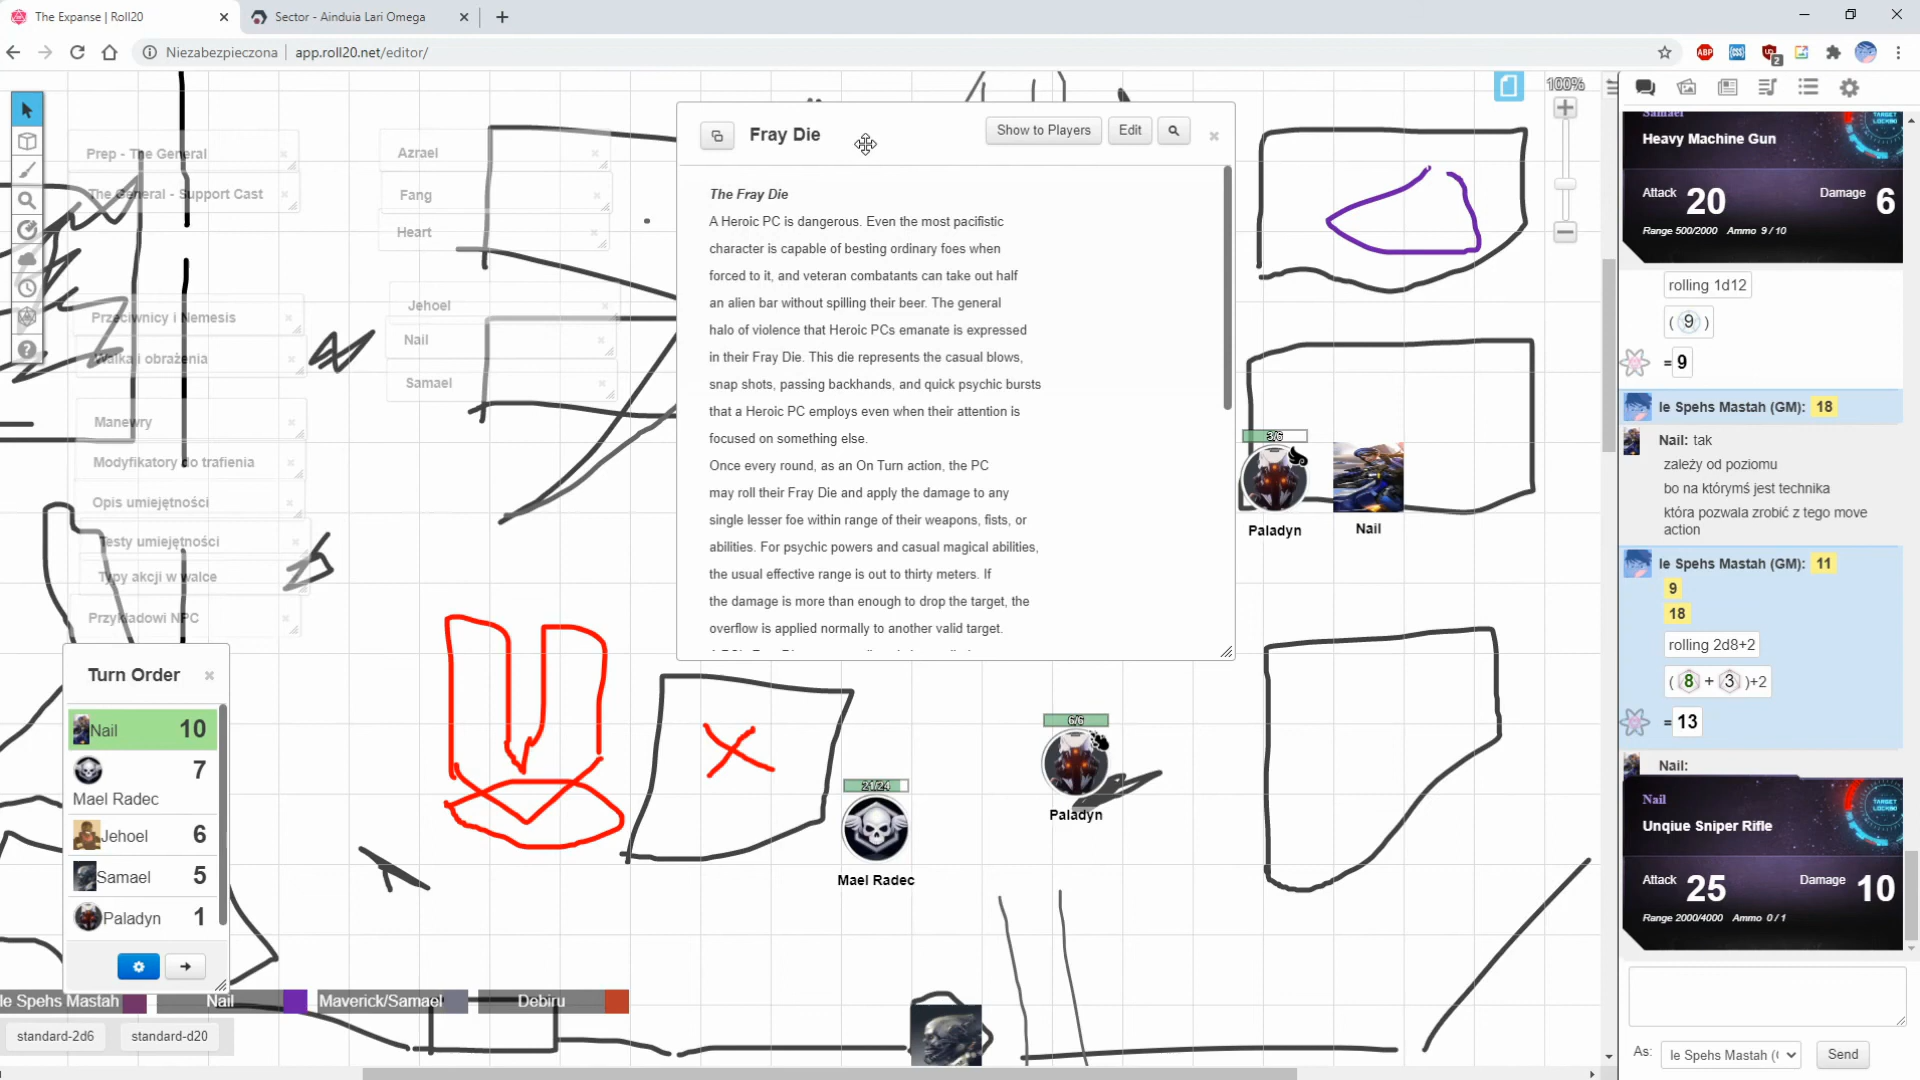 The Expanse | Roll20
Sector - Ainduia Lari Omega
Niezabezpieczona
app.roll20.net/editor/
ABP
2
100%
Prep - The General
The General - Support Cast
Przeciwnicy i Nemesis
Walka i obrażenia
Manewry
Modyfikatory do trafienia
Opis umiejętności
Testy umiejętności
Typy akcji w walce
Przykładowi NPC
Azrael
Fang
Heart
Jehoel
Nail
Samael
Fray Die
Show to Players
Edit
The Fray Die
A Heroic PC is dangerous. Even the most pacifistic
character is capable of besting ordinary foes when
forced to it, and veteran combatants can take out half
an alien bar without spilling their beer. The general
halo of violence that Heroic PCs emanate is expressed
in their Fray Die. This die represents the casual blows,
snap shots, passing backhands, and quick psychic bursts
that a Heroic PC employs even when their attention is
focused on something else.
Once every round, as an On Turn action, the PC
may roll their Fray Die and apply the damage to any
single lesser foe within range of their weapons, fists, or
abilities. For psychic powers and casual magical abilities,
the usual effective range is out to thirty meters. If
the damage is more than enough to drop the target, the
overflow is applied normally to another valid target.
3/6
Paladyn
Nail
6/6
Paladyn
21/24
Mael Radec
Turn Order
Nail 10
7
Mael Radec
Jehoel 6
Samael 5
Paladyn 1
le Spehs Mastah
Nail
Maverick/Samael
Debiru
standard-2d6
standard-d20
Samael
Heavy Machine Gun
TARGET
LOCKED
Attack 20
Damage 6
Range 500/2000 Ammo 9 / 10
rolling 1d12
( 9 )
= 9
le Spehs Mastah (GM): 18
Nail: tak
zależy od poziomu
bo na którymś jest technika
która pozwala zrobić z tego move
action
le Spehs Mastah (GM): 11
9
18
rolling 2d8+2
( 8 + 3 )+2
= 13
Nail:
Nail
Unqiue Sniper Rifle
TARGET
LOCKED
Attack 25
Damage 10
Range 2000/4000 Ammo 0 / 1
As: le Spehs Mastah (
Send